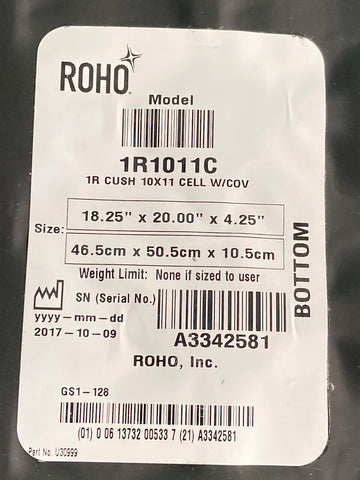 ROHO
Model
1R1011C
1R CUSH 10X11 CELL W/COV
Size:
18.25" x 20.00" x 4.25"
46.5cm x 50.5cm x 10.5cm
Weight Limit: None if sized to user
BOTTOM
SN (Serial No.)
yyyy – mm – dd
2017 – 10 – 09
A3342581
ROHO, Inc.
GS1-128
(01) 0 06 13732 00533 7 (21) A3342581
Part No. U30999